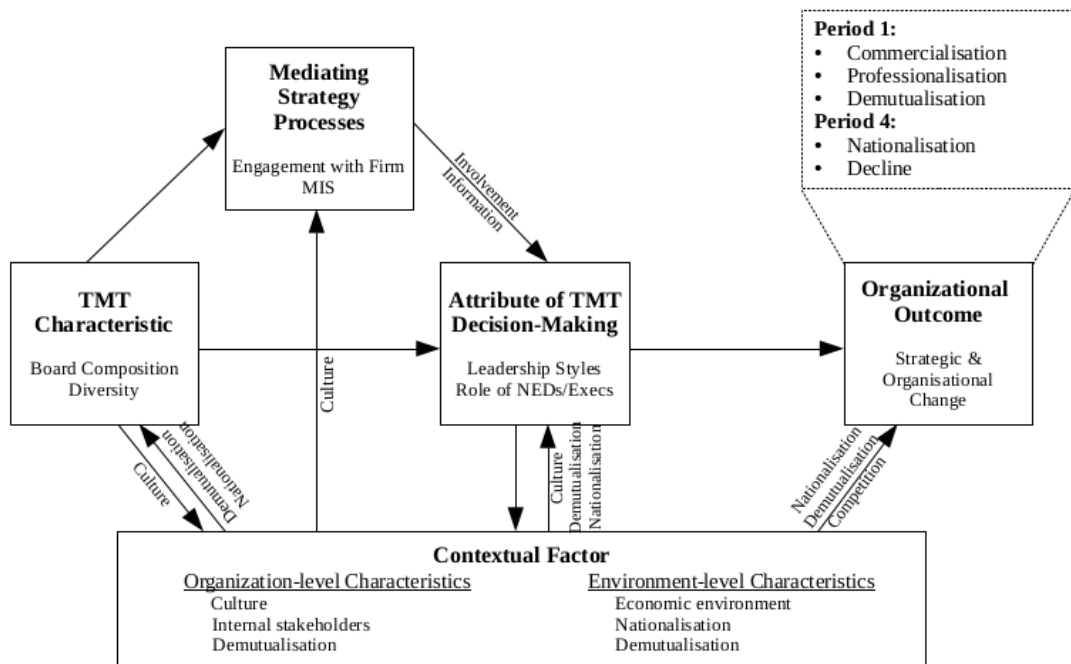 Period 1:
• Commercialisation
• Professionalisation
• Demutualisation
Period 4:
• Nationalisation
• Decline
Mediating
Strategy
Processes
Engagement with Firm
MIS
Involvement
Information
TMT
Characteristic
Board Composition
Diversity
Attribute of TMT
Decision-Making
Leadership Styles
Role of NEDs/Execs
Organizational
Outcome
Strategic &
Organisational
Change
Culture
Culture
Demutualisation
Nationalisation
Culture
Demutualisation
Nationalisation
Nationalisation
Demutualisation
Competition
Contextual Factor
Organization-level Characteristics
Culture
Internal stakeholders
Demutualisation
Environment-level Characteristics
Economic environment
Nationalisation
Demutualisation